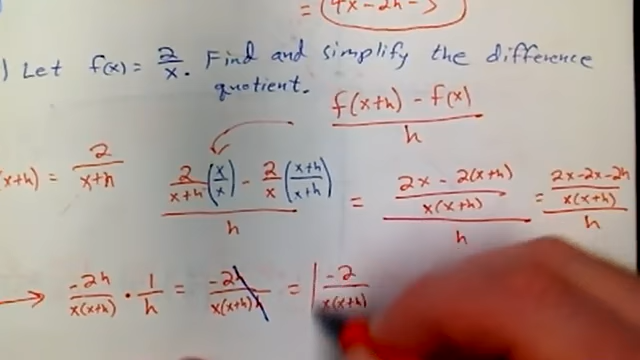 = 4x-2h-3
) Let f(x) = 2/x. Find and simplify the difference
quotient.
f(x+h) - f(x) / h
(x+h) = 2/(x+h)
(2/(x+h) (x/x) - 2/x ((x+h)/(x+h))) / h = ((2x - 2(x+h)) / x(x+h)) / h = ((2x-2x-2h) / x(x+h)) / h
→ -2h/x(x+h) · 1/h = -2h/x(x+h)h = -2/x(x+h)